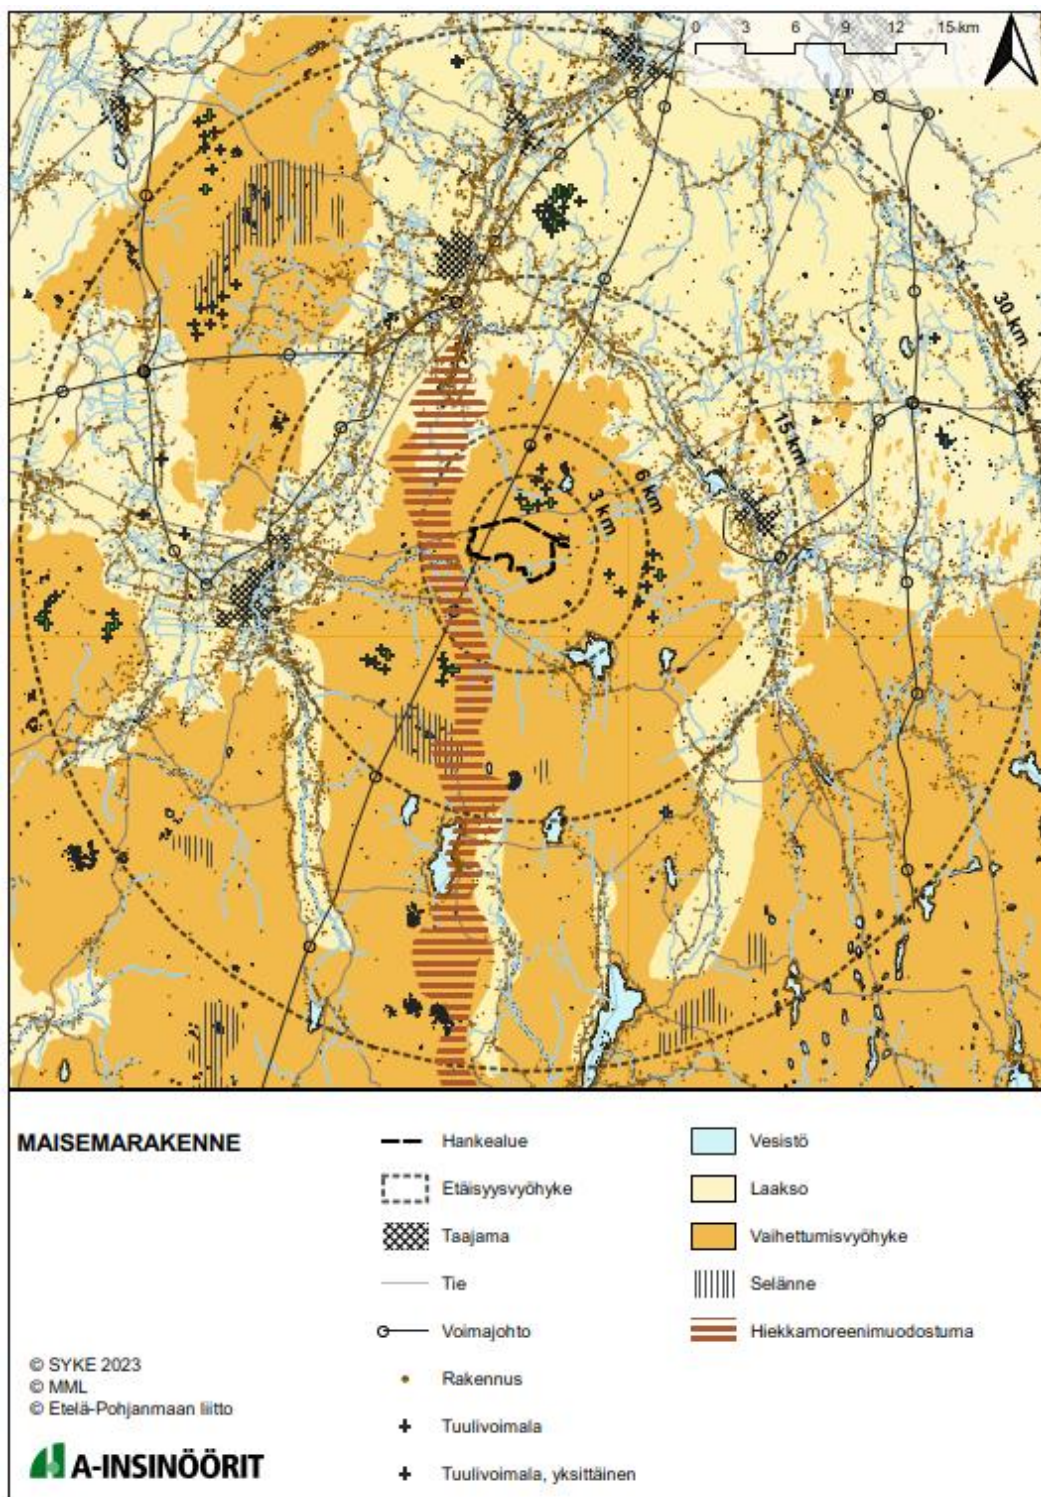 0 3 6 9 12 15 km
30 km
15 km
6 km
3 km
MAISEMARAKENNE
Hankealue
Etäisyysvyöhyke
Taajama
Tie
Voimajohto
Rakennus
Tuulivoimala
Tuulivoimala, yksittäinen
Vesistö
Laakso
Vaihettumisvyöhyke
Selänne
Hiekkamoreenimuodostuma
© SYKE 2023
© MML
© Etelä-Pohjanmaan liitto
A-INSINÖÖRIT